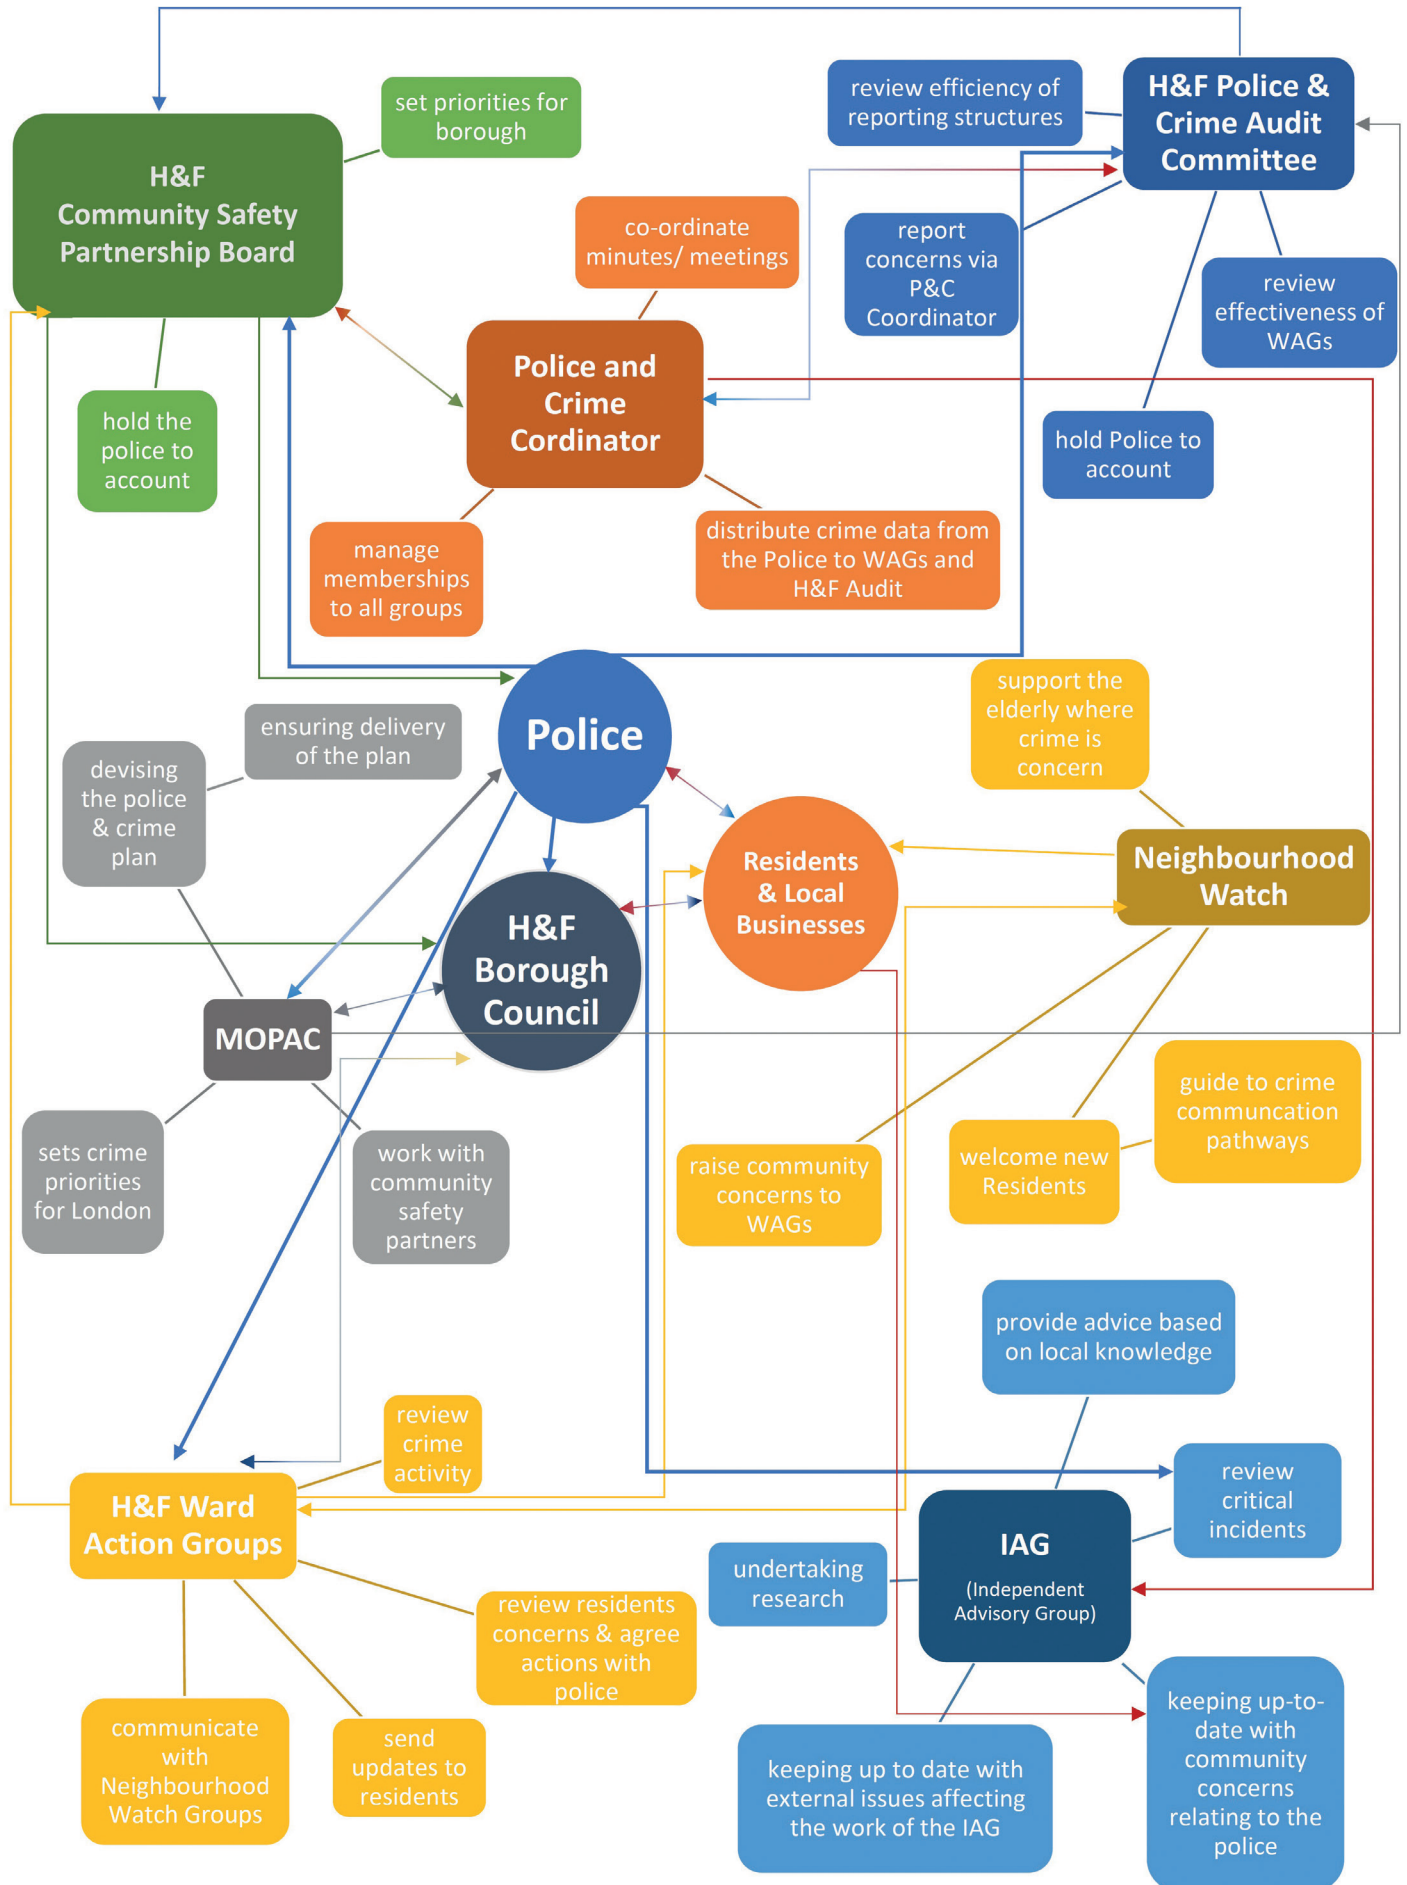 H&F Police &
Crime Audit
Committee
review efficiency of
reporting structures
set priorities for
borough
H&F
Community Safety
Partnership Board
co-ordinate
minutes/ meetings
report
concerns via
P&C
Coordinator
review
effectiveness of
WAGs
Police and
Crime
Cordinator
hold the
police to
account
hold Police to
account
manage
memberships
to all groups
distribute crime data from
the Police to WAGs and
H&F Audit
Police
support the
elderly where
crime is
concern
ensuring delivery
of the plan
devising
the police
& crime
plan
Residents
& Local
Businesses
Neighbourhood
Watch
H&F
Borough
Council
MOPAC
sets crime
priorities
for London
work with
community
safety
partners
raise community
concerns to
WAGs
welcome new
Residents
guide to crime
communcation
pathways
provide advice based
on local knowledge
review
crime
activity
review
critical
incidents
H&F Ward
Action Groups
IAG
(Independent
Advisory Group)
undertaking
research
review residents
concerns & agree
actions with
police
communicate
with
Neighbourhood
Watch Groups
send
updates to
residents
keeping up to date with
external issues affecting
the work of the IAG
keeping up-to-
date with
community
concerns
relating to the
police